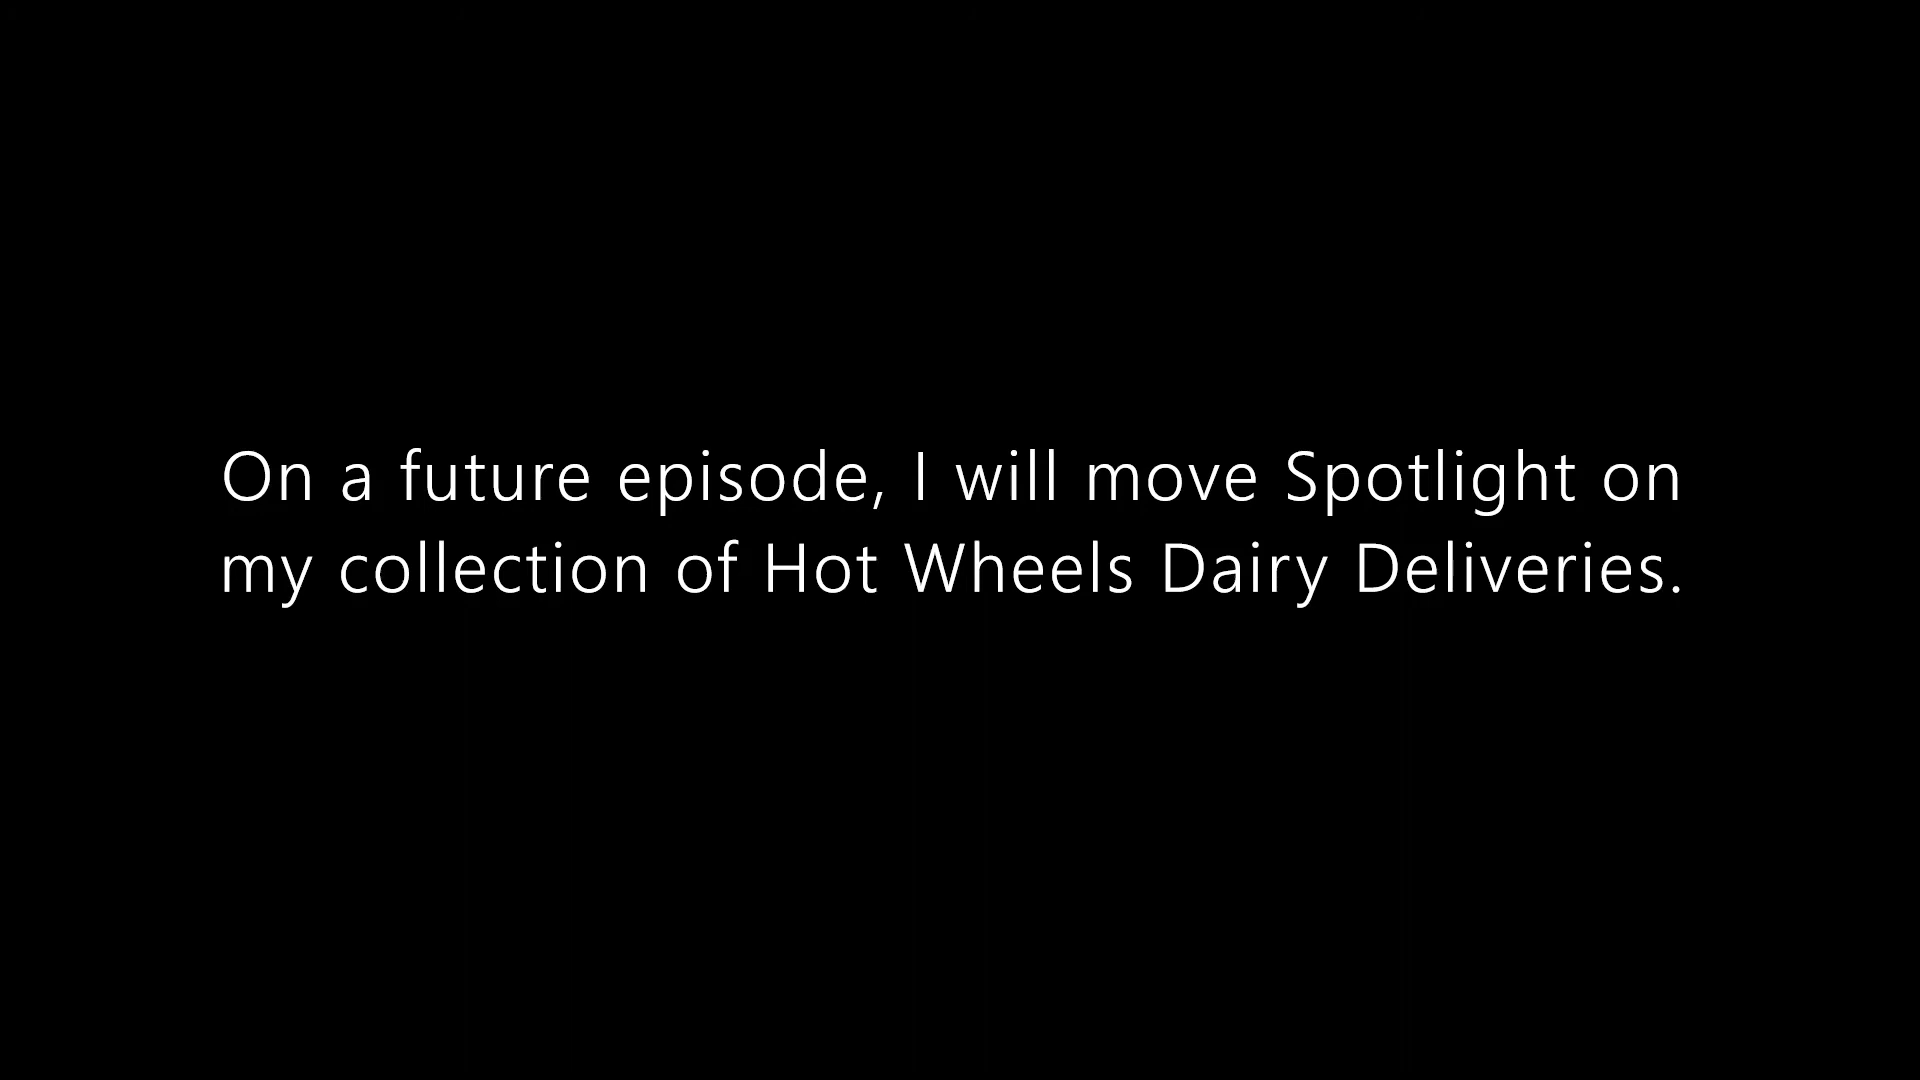 On a future episode, I will move Spotlight on
my collection of Hot Wheels Dairy Deliveries.